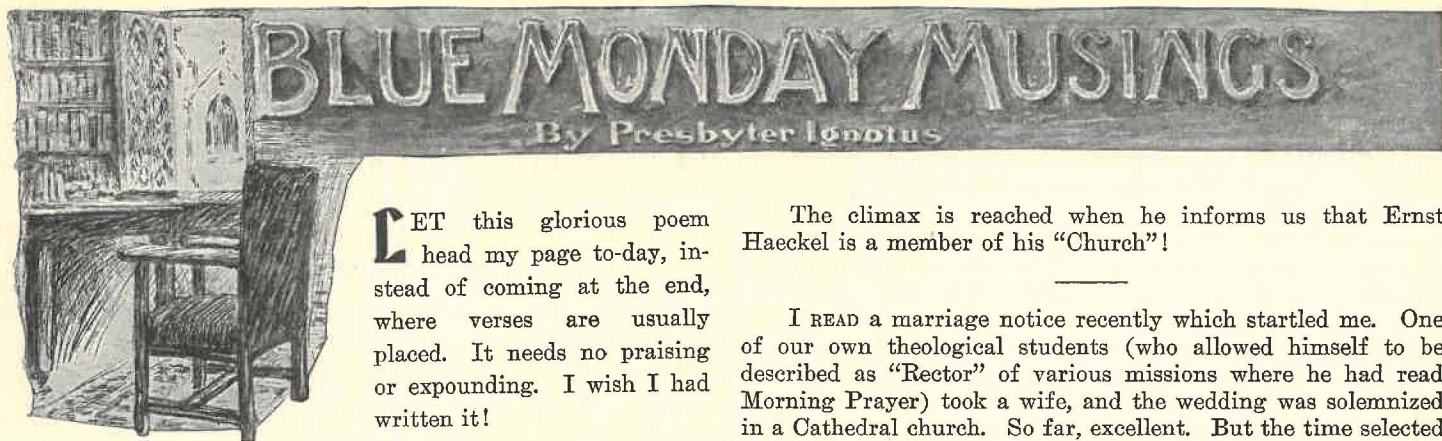 BLUE MONDAY MUSINGS
By Presbyter Ignotus
LET this glorious poem
head my page to-day, in-
stead of coming at the end,
where verses are usually
placed. It needs no praising
or expounding. I wish I had
written it!
The climax is reached when he informs us that Ernst
Haeckel is a member of his "Church"!
I READ a marriage notice recently which startled me. One
of our own theological students (who allowed himself to be
described as "Rector" of various missions where he had read
Morning Prayer) took a wife, and the wedding was solemnized
in a Cathedral church. So far, excellent. But the time selected